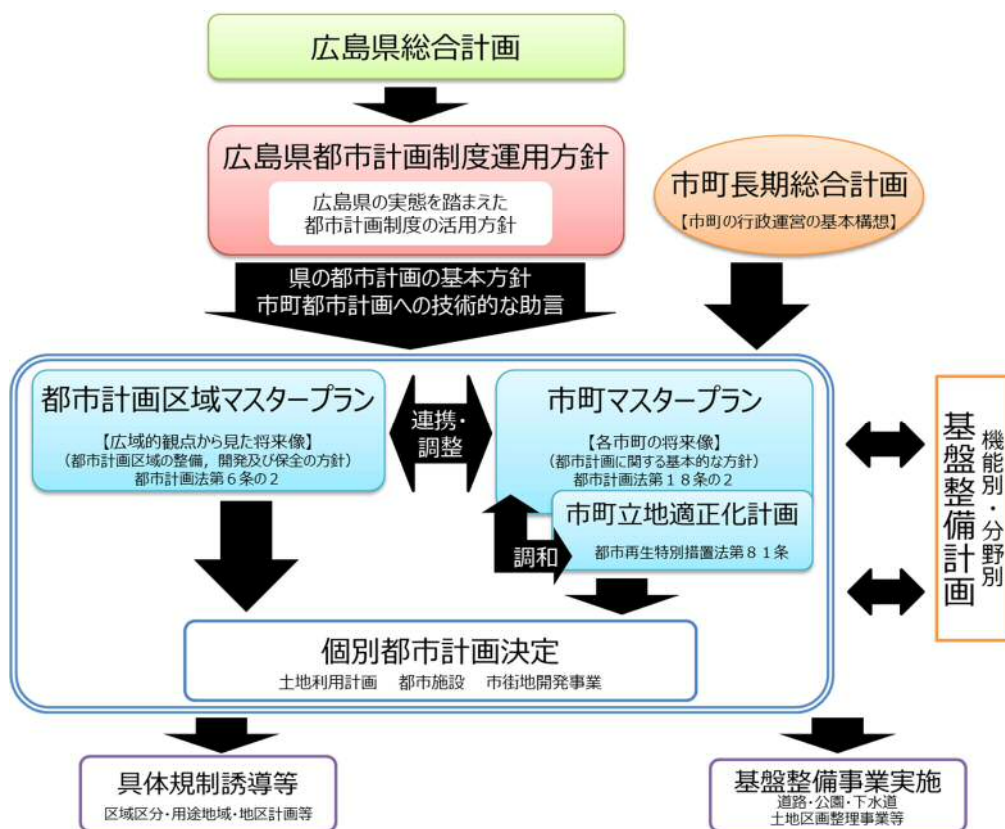 広島県総合計画
広島県都市計画制度運用方針
広島県の実態を踏まえた
都市計画制度の活用方針
市町長期総合計画
【市町の行政運営の基本構想】
県の都市計画の基本方針
市町都市計画への技術的な助言
都市計画区域マスタープラン
【広域的観点から見た将来像】
（都市計画区域の整備，開発及び保全の方針）
都市計画法第６条の２
連携・
調整
市町マスタープラン
【各市町の将来像】
（都市計画に関する基本的な方針）
都市計画法第１８条の２
市町立地適正化計画
都市再生特別措置法第８１条
調和
機能別・分野別
基盤整備計画
個別都市計画決定
土地利用計画　都市施設　市街地開発事業
具体規制誘導等
区域区分・用途地域・地区計画等
基盤整備事業実施
道路・公園・下水道
土地区画整理事業等